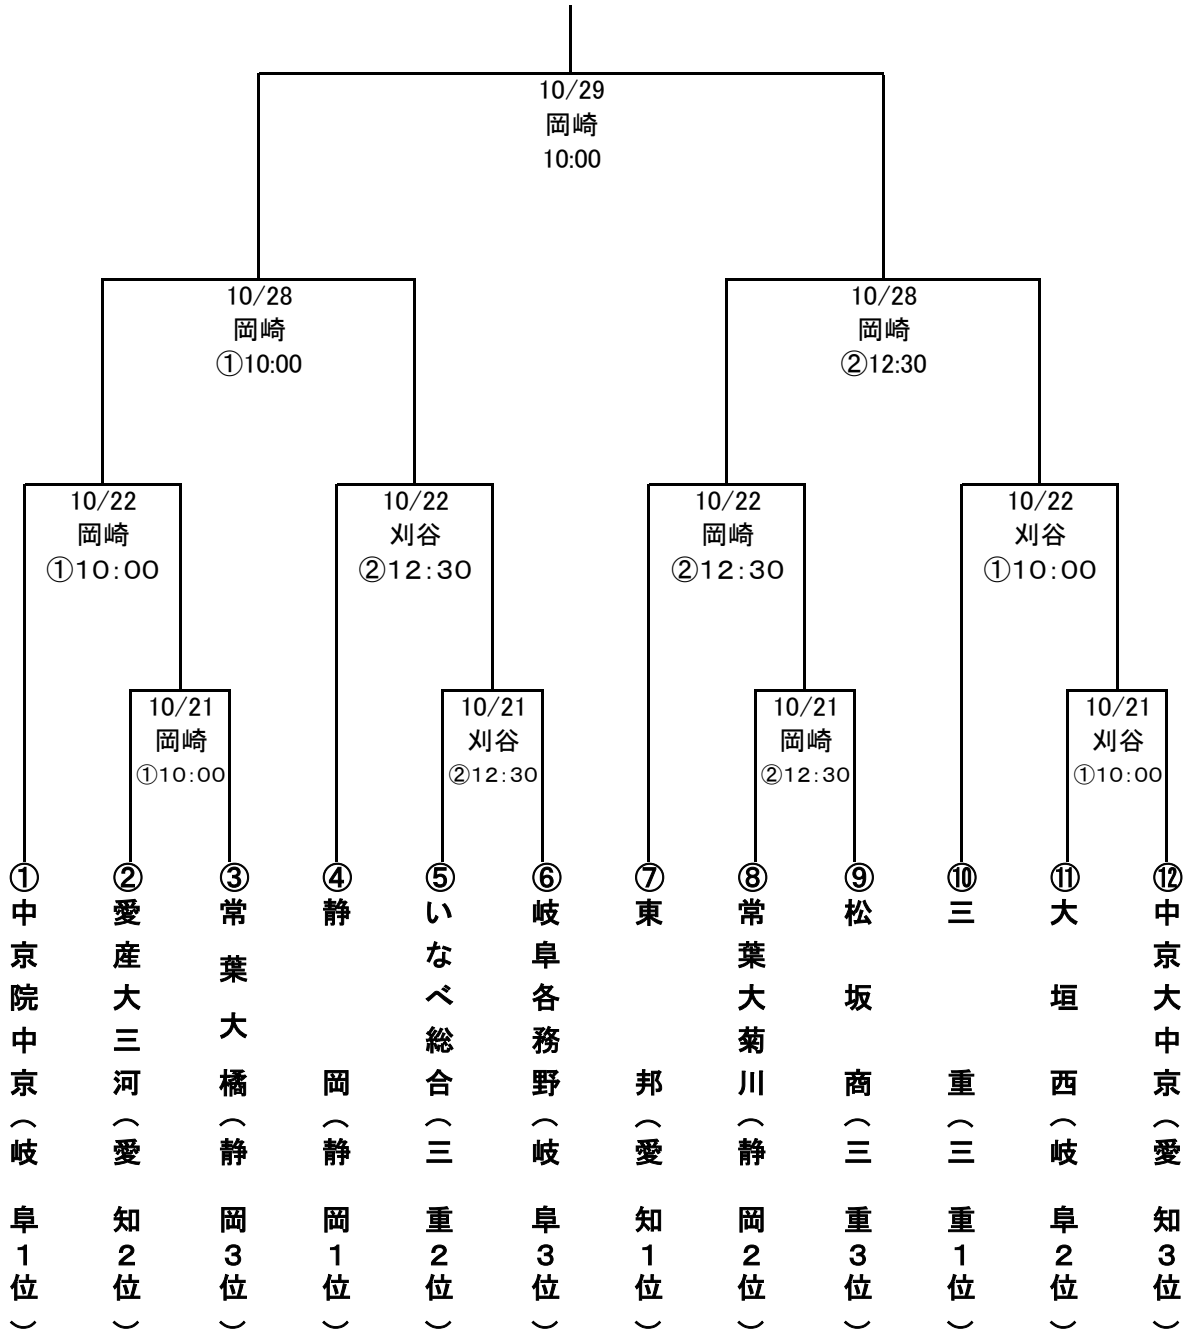 10/29
岡崎
10:00
10/28
岡崎
①10:00
10/28
岡崎
②12:30
10/22
岡崎
①10:00
10/22
刈谷
②12:30
10/22
岡崎
②12:30
10/22
刈谷
①10:00
10/21
岡崎
①10:00
10/21
刈谷
②12:30
10/21
岡崎
②12:30
10/21
刈谷
①10:00
①中京院中京(岐阜1位)
②愛産大三河(愛知2位)
③常葉大橘(静岡3位)
④静岡(静岡1位)
⑤いなべ総合(三重2位)
⑥岐阜各務野(岐阜3位)
⑦東邦(愛知1位)
⑧常葉大菊川(静岡2位)
⑨松坂商(三重3位)
⑩三重(三重1位)
⑪大垣西(岐阜2位)
⑫中京大中京(愛知3位)